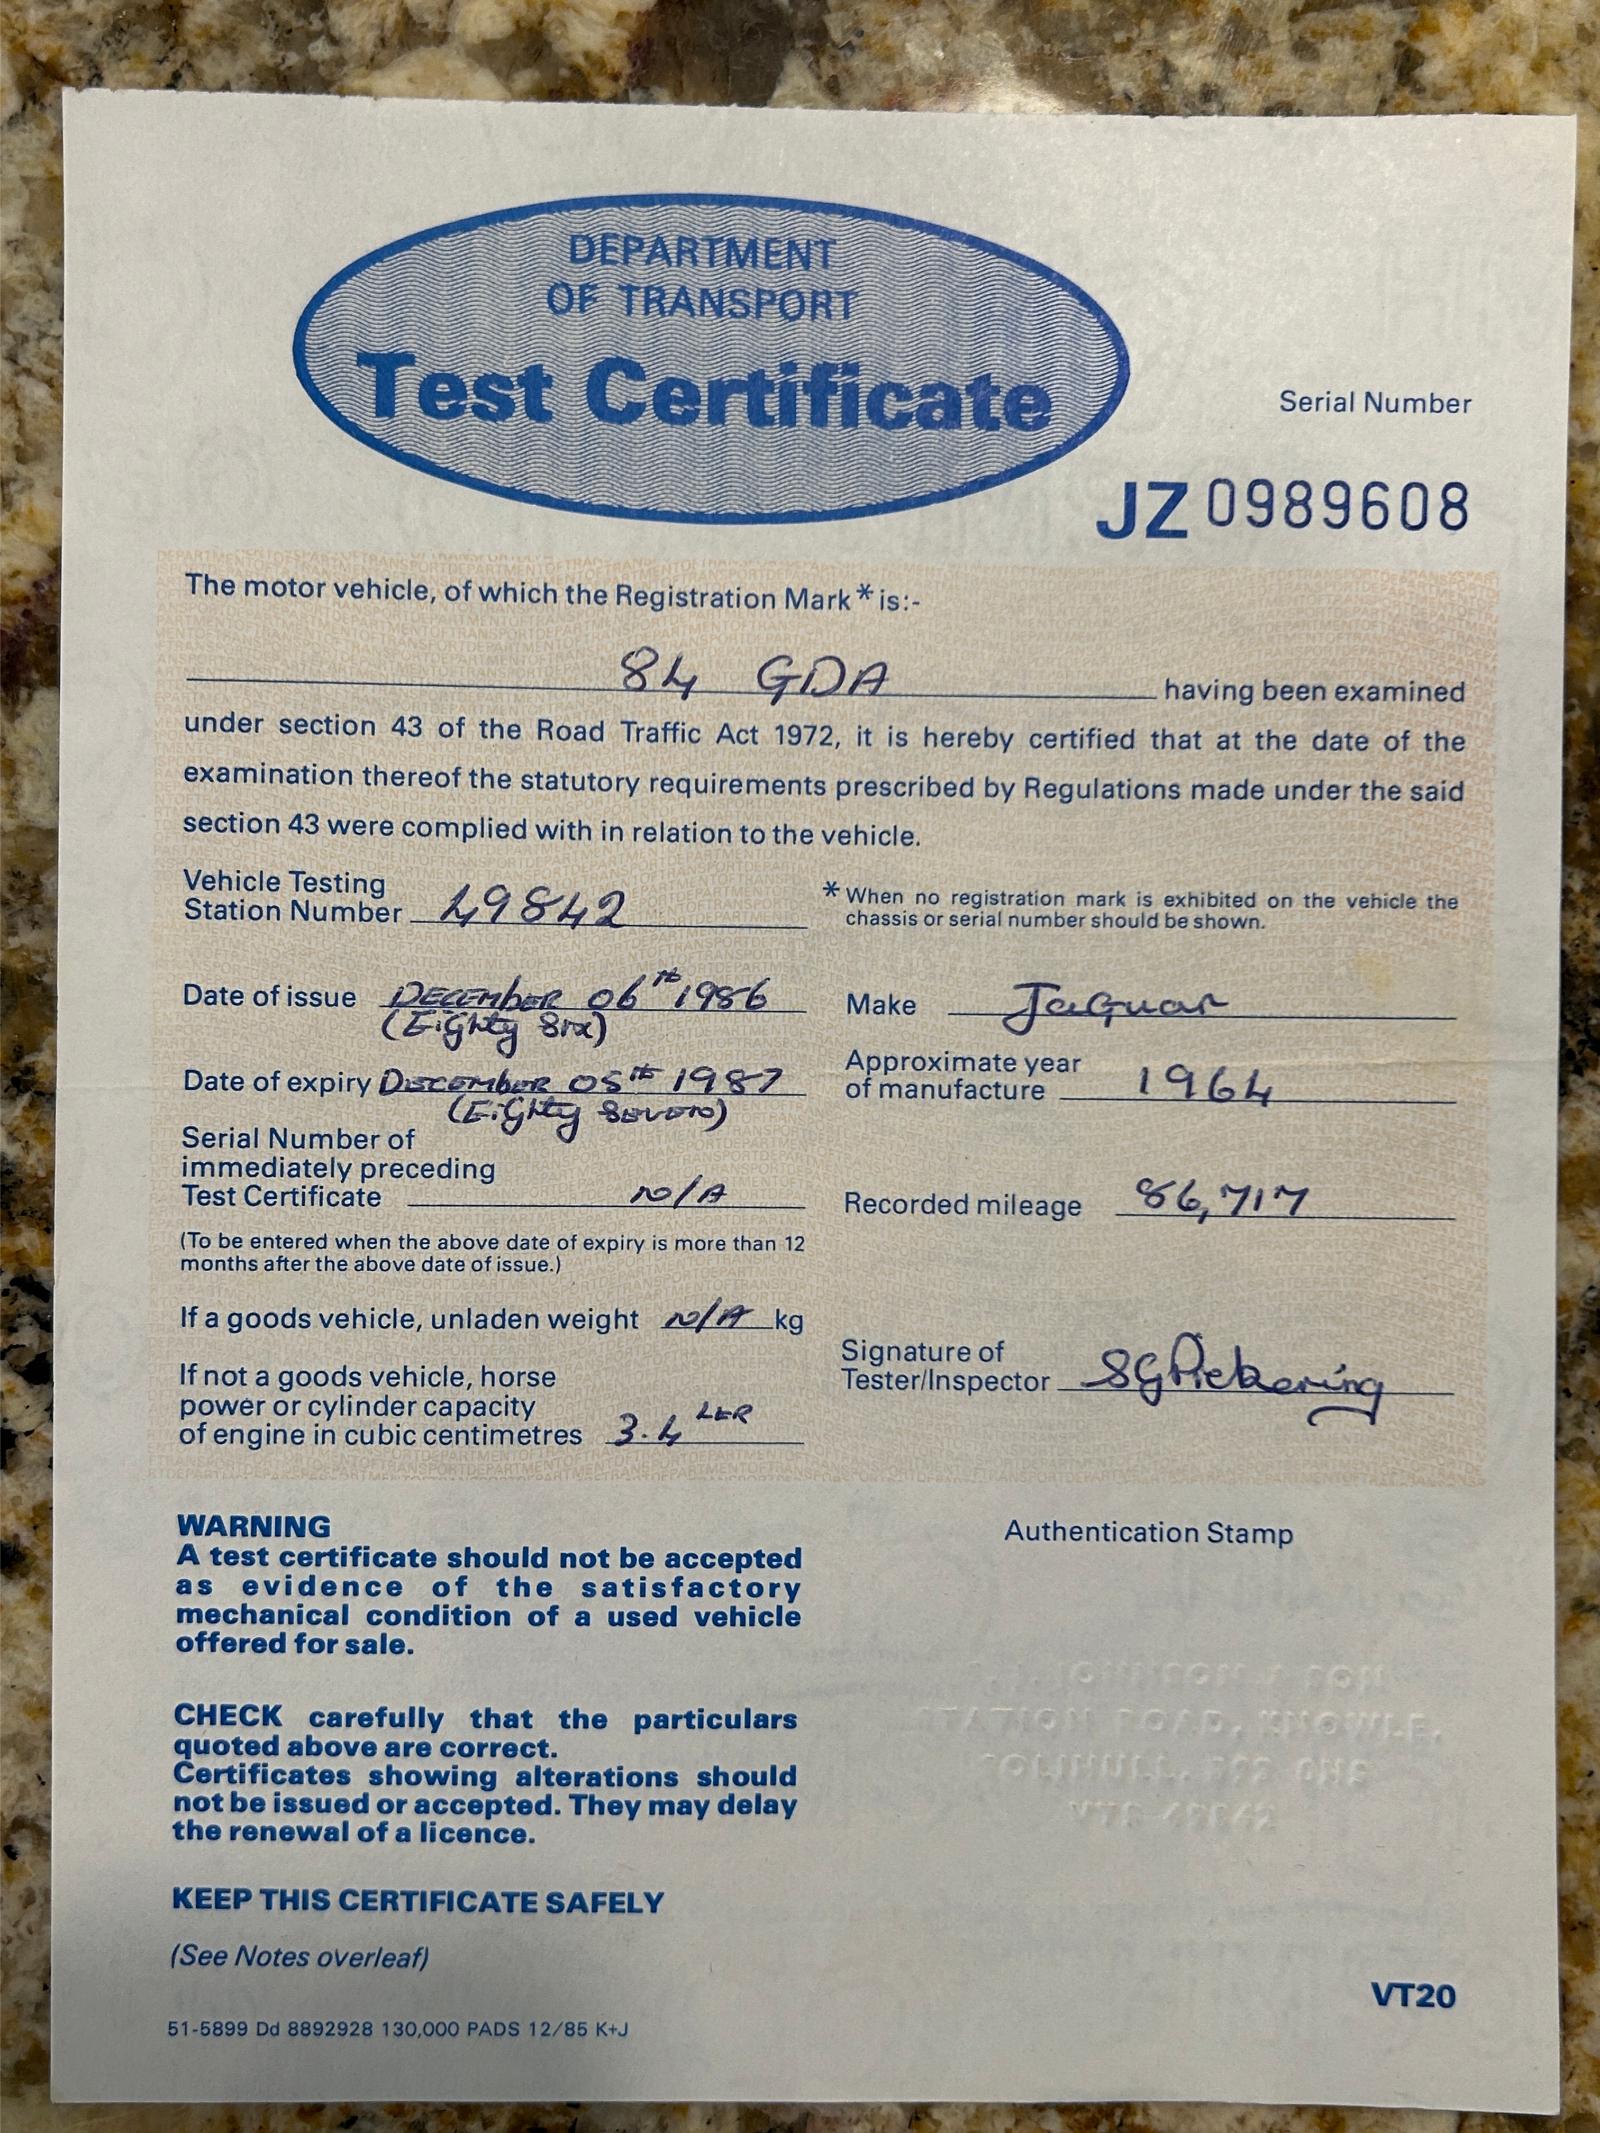 DEPARTMENT
OF TRANSPORT
Test Certificate
Serial Number
JZ 0989608
The motor vehicle, of which the Registration Mark * is:-
84 GDA having been examined
under section 43 of the Road Traffic Act 1972, it is hereby certified that at the date of the
examination thereof the statutory requirements prescribed by Regulations made under the said
section 43 were complied with in relation to the vehicle.
Vehicle Testing
Station Number 49842
* When no registration mark is exhibited on the vehicle the
chassis or serial number should be shown.
Date of issue DECEMBER 06th 1986
(Eighty Six)
Make Jaguar
Date of expiry DECEMBER 05th 1987
(Eighty Seven)
Approximate year
of manufacture 1964
Serial Number of
immediately preceding
Test Certificate N/A
Recorded mileage 86,717
(To be entered when the above date of expiry is more than 12
months after the above date of issue.)
If a goods vehicle, unladen weight N/A kg
Signature of
Tester/Inspector SGPickering
If not a goods vehicle, horse
power or cylinder capacity
of engine in cubic centimetres 3.4
WARNING
A test certificate should not be accepted
as evidence of the satisfactory
mechanical condition of a used vehicle
offered for sale.
Authentication Stamp
JOHNSON & SON
ROAD, KNOWLE,
SOLIHULL,
VTS 49842
CHECK carefully that the particulars
quoted above are correct.
Certificates showing alterations should
not be issued or accepted. They may delay
the renewal of a licence.
KEEP THIS CERTIFICATE SAFELY
(See Notes overleaf)
VT20
51-5899 Dd 8892928 130,000 PADS 12/85 K+J